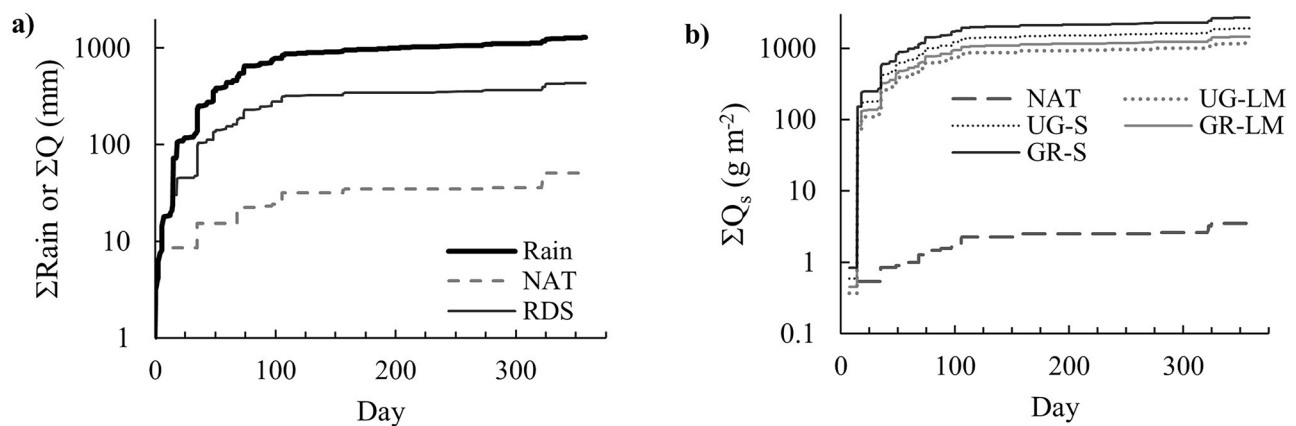 a)
ΣRain or ΣQ (mm)
1000
100
10
1
0
100
200
300
Day
Rain
NAT
RDS
b)
ΣQs (g m-2)
1000
100
10
1
0.1
0
100
200
300
Day
NAT
UG-LM
UG-S
GR-LM
GR-S